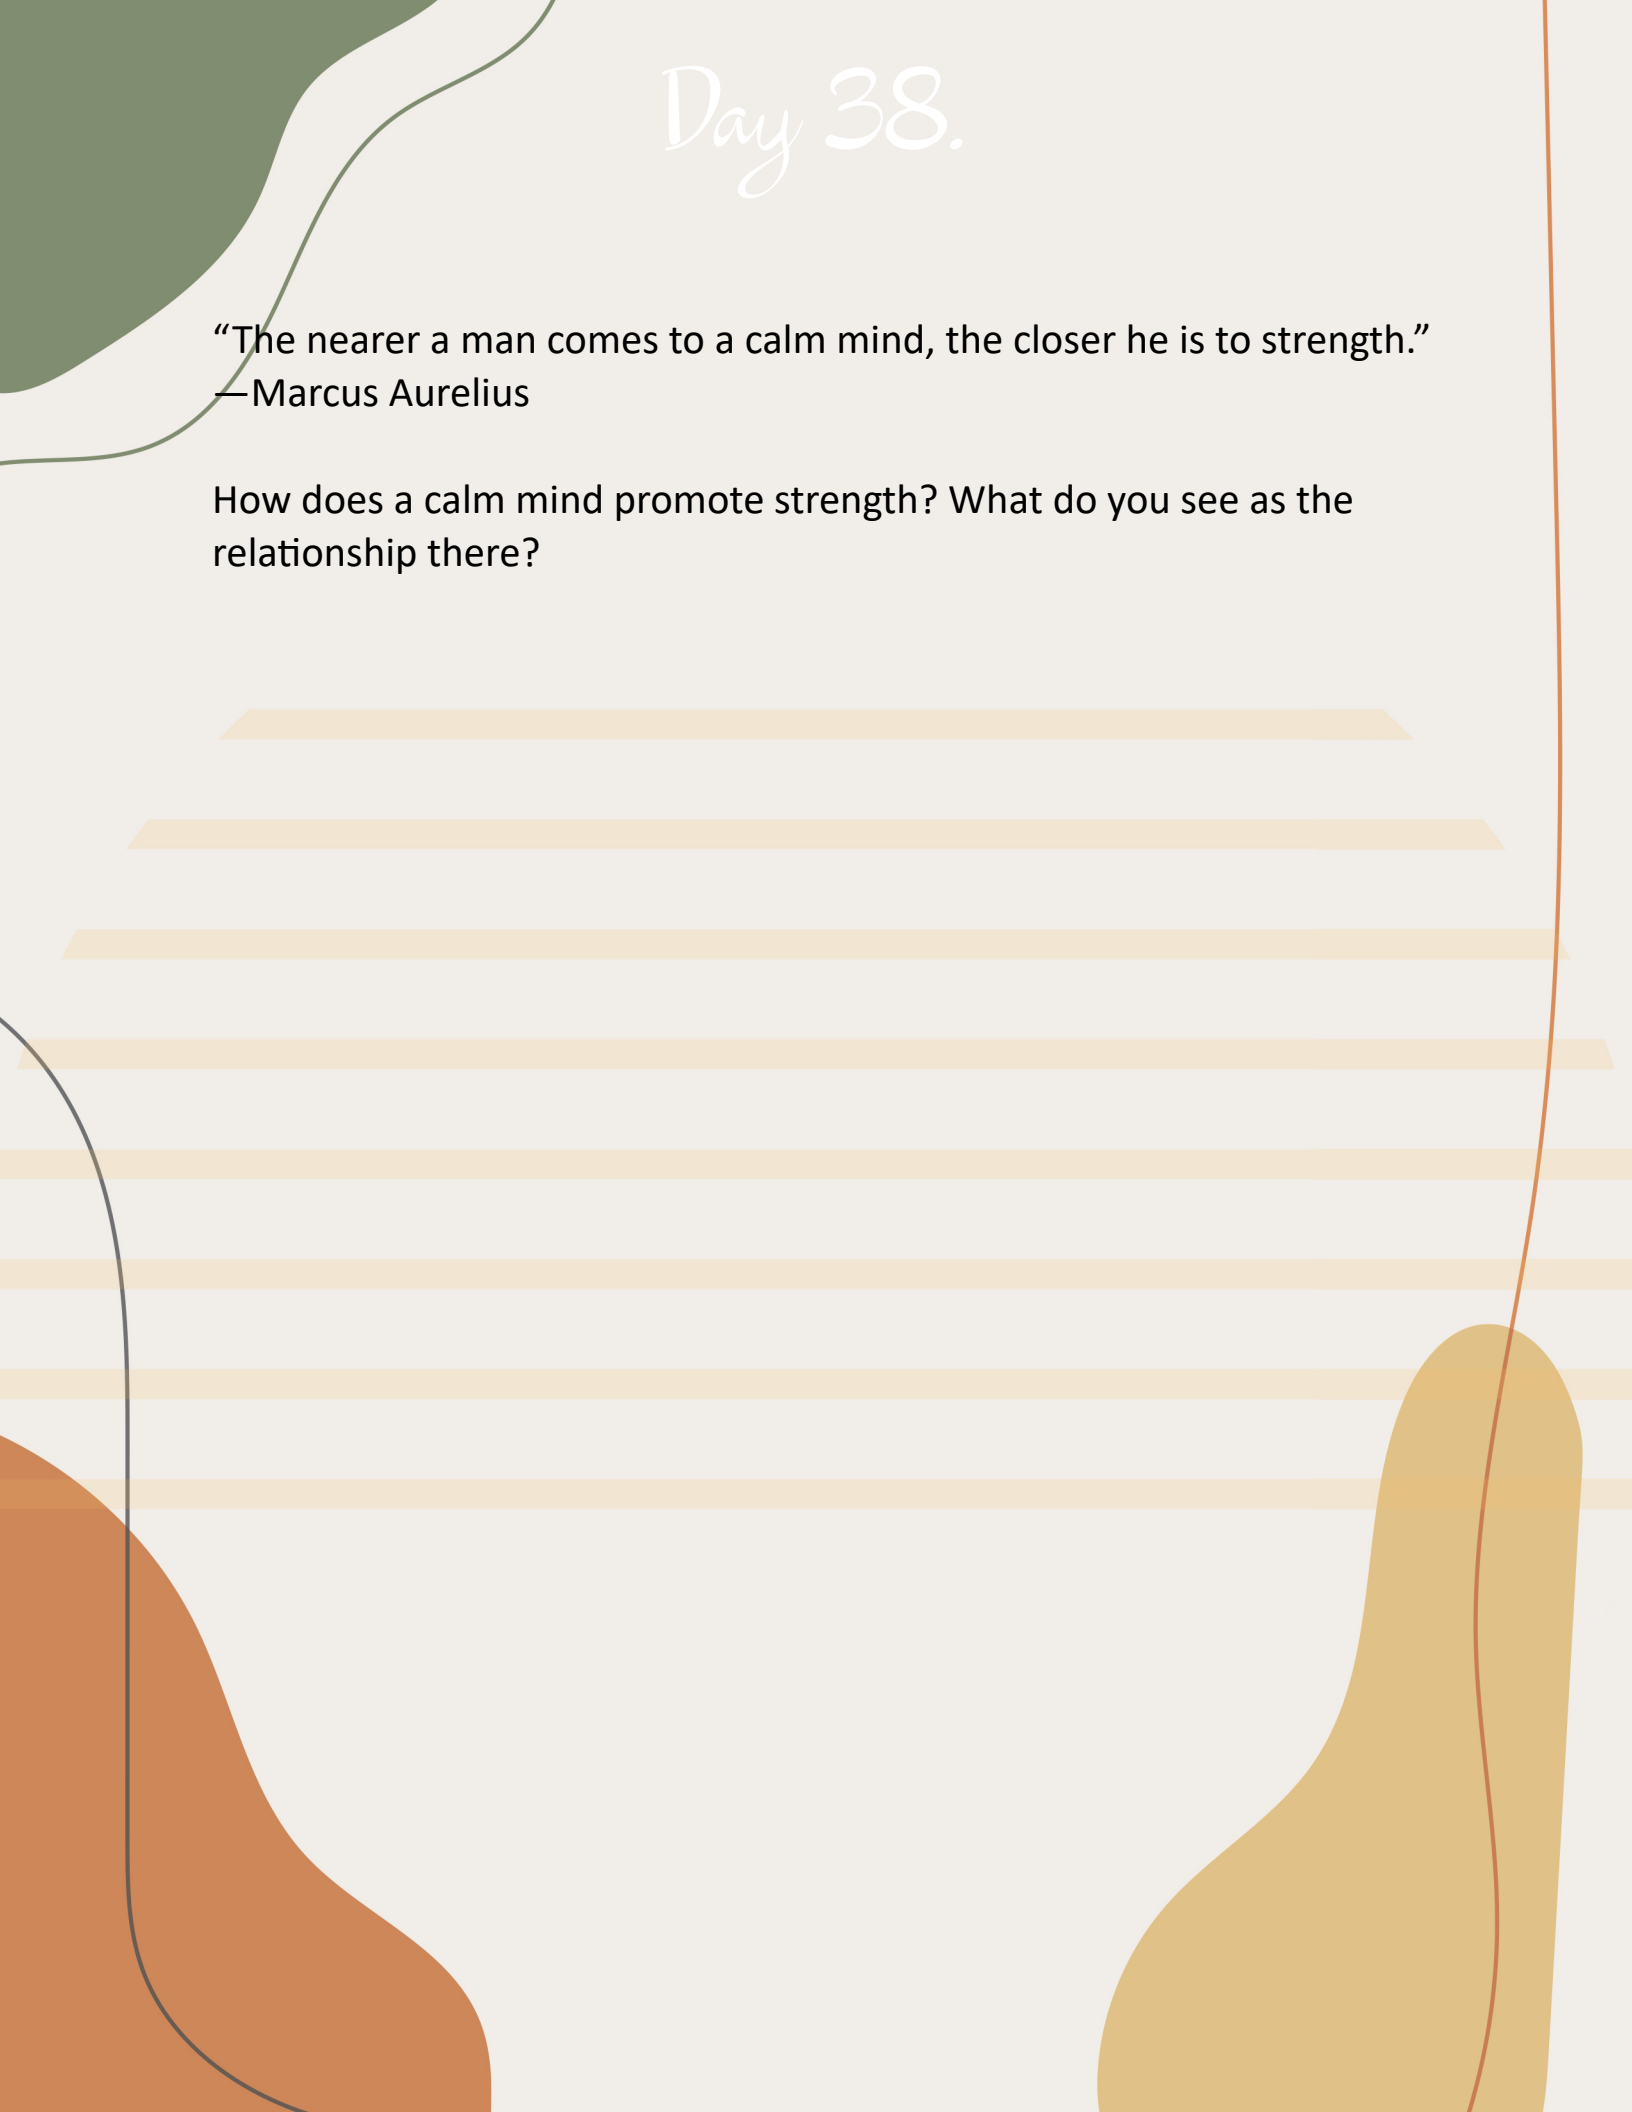 Day 38.
“The nearer a man comes to a calm mind, the closer he is to strength.”
—Marcus Aurelius
How does a calm mind promote strength? What do you see as the
relationship there?